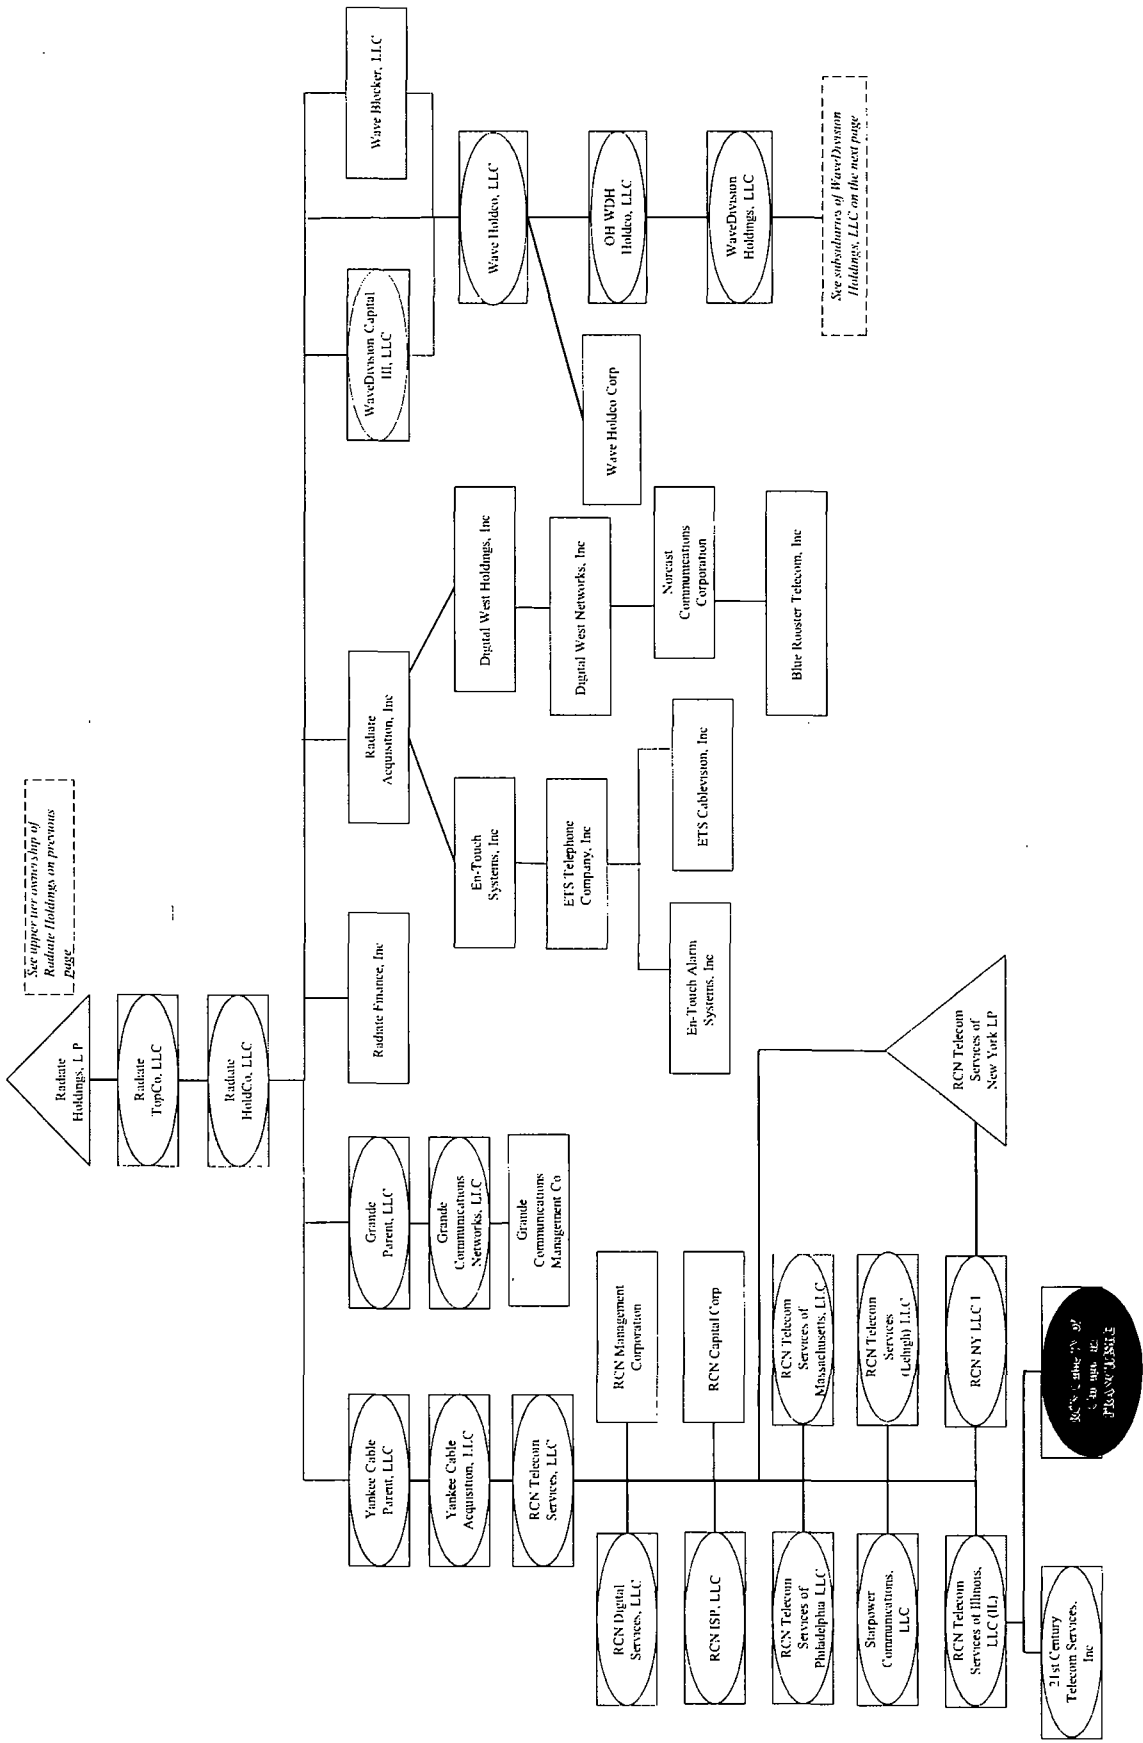 See upper tier ownership of
Radiate Holdings on previous
page
Radiate
Holdings, L P
Radiate
TopCo, LLC
Radiate
HoldCo, LLC
Yankee Cable
Parent, LLC
Grande
Parent, LLC
Radiate Finance, Inc
Radiate
Acquisition, Inc
WaveDivision Capital
III, LLC
Wave Blocker, LLC
Yankee Cable
Acquisition, LLC
Grande
Communications
Networks, LLC
En-Touch
Systems, Inc
Digital West Holdings, Inc
Wave Holdco, LLC
RCN Telecom
Services, LLC
Grande
Communications
Management Co
ETS Telephone
Company, Inc
Digital West Networks, Inc
Wave Holdco Corp
OH WDH
Holdco, LLC
RCN Digital
Services, LLC
RCN Management
Corporation
En-Touch Alarm
Systems, Inc
ETS Cablevision, Inc
Norcast
Communications
Corporation
WaveDivision
Holdings, LLC
RCN ISP, LLC
RCN Capital Corp
Blue Rooster Telecom, Inc
See subsidiaries of WaveDivision
Holdings, LLC on the next page
RCN Telecom
Services of
Philadelphia LLC
RCN Telecom
Services of
Massachusetts, LLC
Starpower
Communications,
LLC
RCN Telecom
Services
(Lehigh) LLC
RCN Telecom
Services of Illinois,
LLC (IL)
RCN NY LLC 1
RCN Telecom
Services of
New York LP
21st Century
Telecom Services,
Inc
RCN Cable TV of
FRANCHISEE